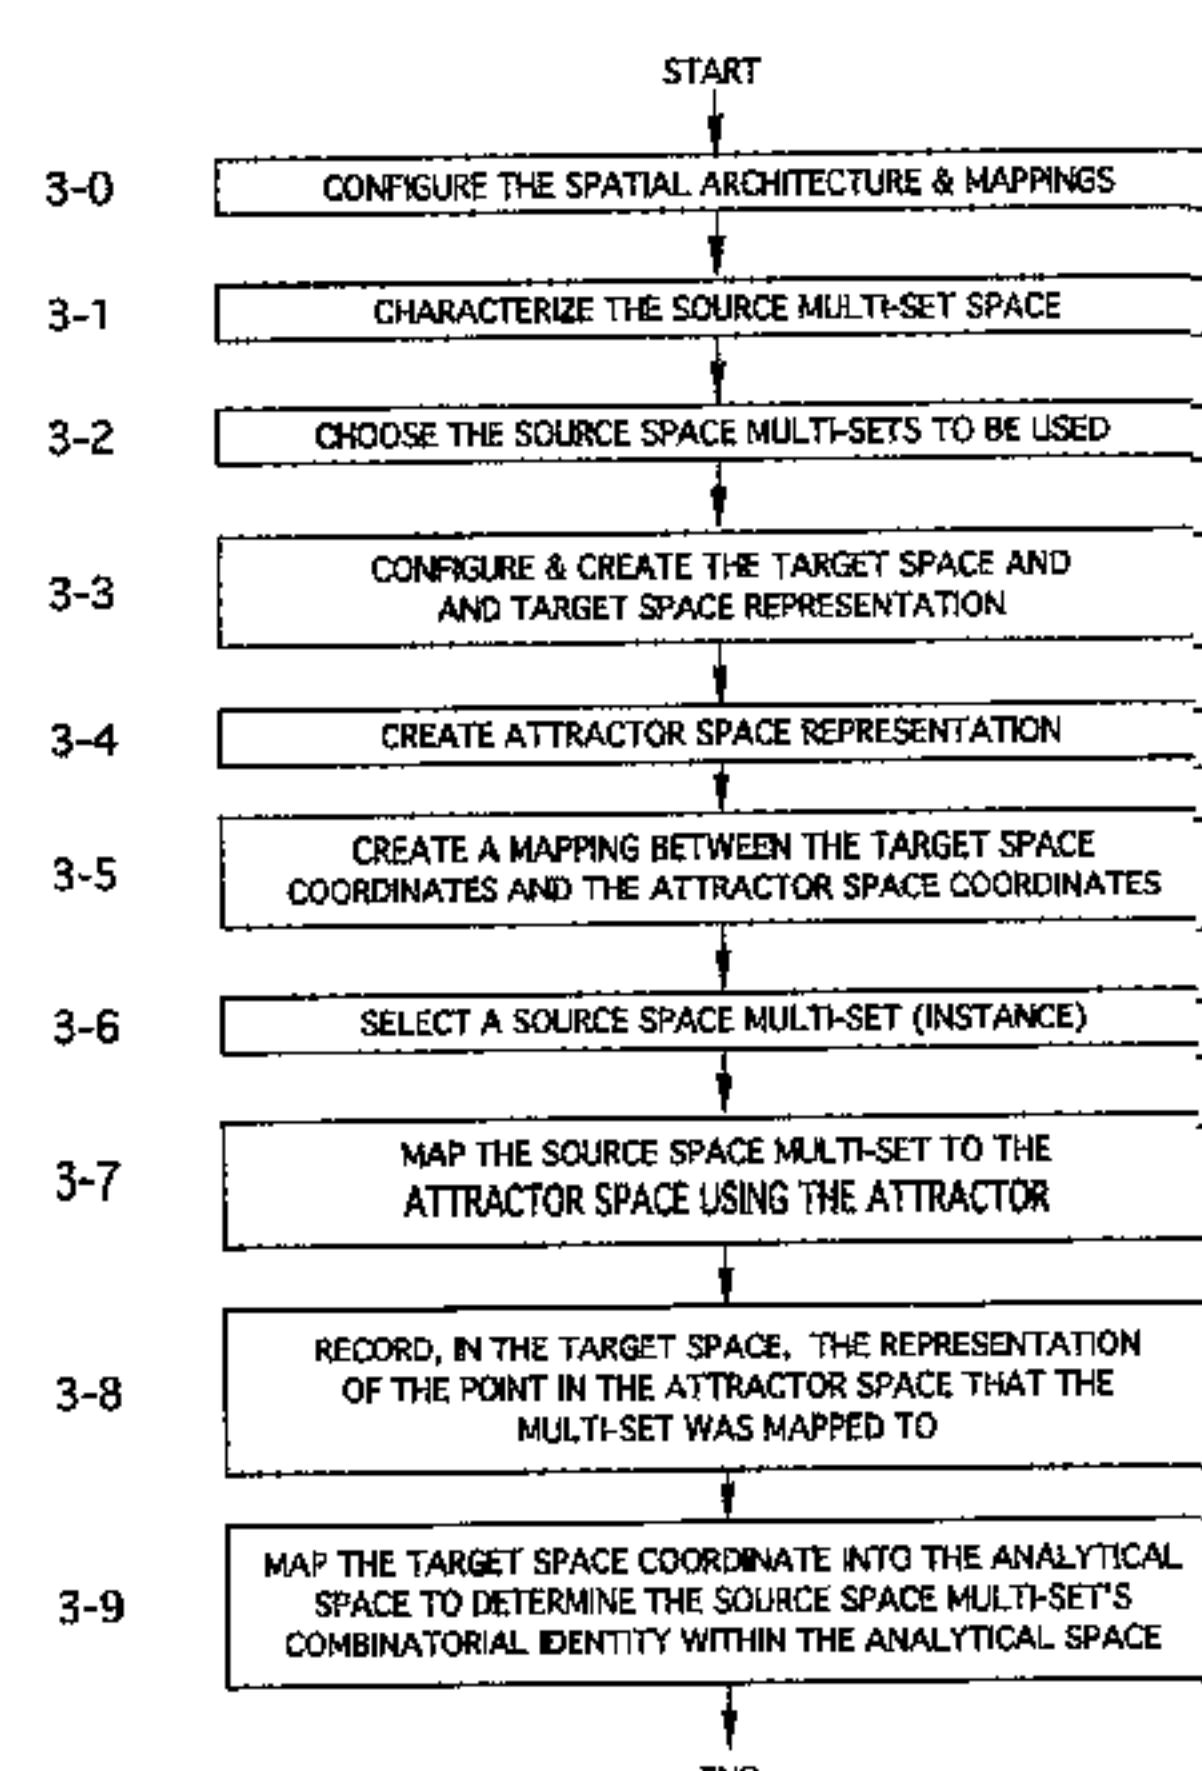 START
3-0
CONFIGURE THE SPATIAL ARCHITECTURE & MAPPINGS
3-1
CHARACTERIZE THE SOURCE MULTI-SET SPACE
3-2
CHOOSE THE SOURCE SPACE MULTI-SETS TO BE USED
3-3
CONFIGURE & CREATE THE TARGET SPACE AND
AND TARGET SPACE REPRESENTATION
3-4
CREATE ATTRACTOR SPACE REPRESENTATION
3-5
CREATE A MAPPING BETWEEN THE TARGET SPACE
COORDINATES AND THE ATTRACTOR SPACE COORDINATES
3-6
SELECT A SOURCE SPACE MULTI-SET (INSTANCE)
3-7
MAP THE SOURCE SPACE MULTI-SET TO THE
ATTRACTOR SPACE USING THE ATTRACTOR
3-8
RECORD, IN THE TARGET SPACE, THE REPRESENTATION
OF THE POINT IN THE ATTRACTOR SPACE THAT THE
MULTI-SET WAS MAPPED TO
3-9
MAP THE TARGET SPACE COORDINATE INTO THE ANALYTICAL
SPACE TO DETERMINE THE SOURCE SPACE MULTI-SET'S
COMBINATORIAL IDENTITY WITHIN THE ANALYTICAL SPACE